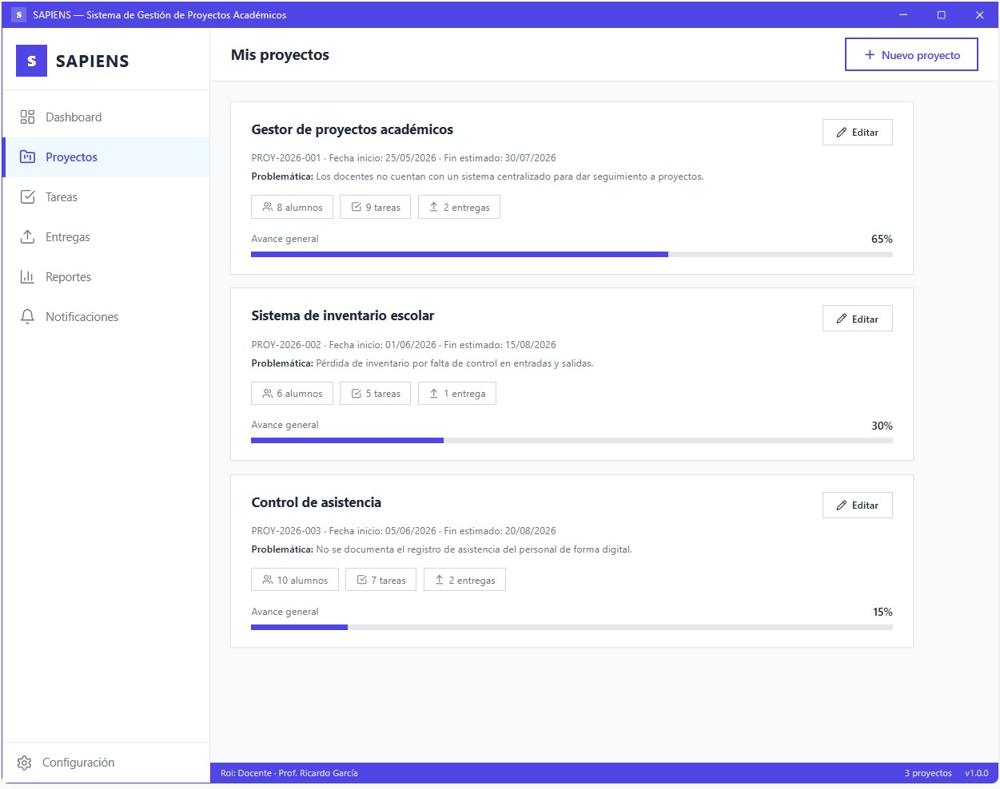 S SAPIENS — Sistema de Gestión de Proyectos Académicos
S SAPIENS
Dashboard
Proyectos
Tareas
Entregas
Reportes
Notificaciones
Configuración
Mis proyectos
+ Nuevo proyecto
Gestor de proyectos académicos
Editar
PROY-2026-001 · Fecha inicio: 25/05/2026 · Fin estimado: 30/07/2026
Problemática: Los docentes no cuentan con un sistema centralizado para dar seguimiento a proyectos.
8 alumnos 9 tareas 2 entregas
Avance general 65%
Sistema de inventario escolar
Editar
PROY-2026-002 · Fecha inicio: 01/06/2026 · Fin estimado: 15/08/2026
Problemática: Pérdida de inventario por falta de control en entradas y salidas.
6 alumnos 5 tareas 1 entrega
Avance general 30%
Control de asistencia
Editar
PROY-2026-003 · Fecha inicio: 05/06/2026 · Fin estimado: 20/08/2026
Problemática: No se documenta el registro de asistencia del personal de forma digital.
10 alumnos 7 tareas 2 entregas
Avance general 15%
Rol: Docente · Prof. Ricardo García
3 proyectos v1.0.0